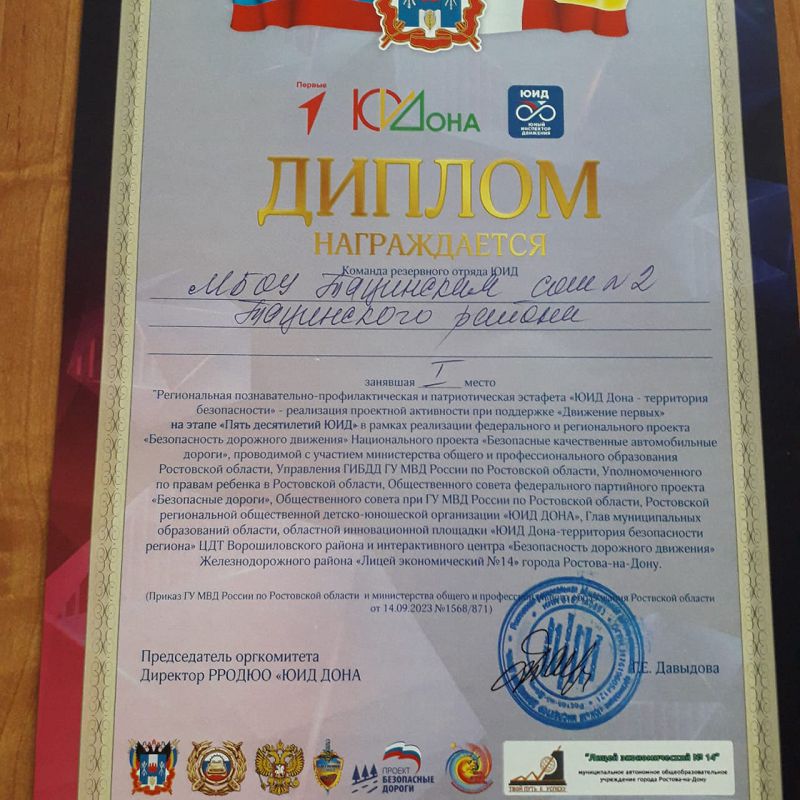 Первые
ЮИДДОНА
ЮИД
ЮНЫЙ
ИНСПЕКТОР
ДВИЖЕНИЯ
ДИПЛОМ
НАГРАЖДАЕТСЯ
Команда резервного отряда ЮИД
МБОУ Тацинская сош №2
Тацинского района
занявшая I место
"Региональная познавательно-профилактическая и патриотическая эстафета «ЮИД Дона - территория
безопасности» - реализация проектной активности при поддержке «Движение первых»
на этапе «Пять десятилетий ЮИД» в рамках реализации федерального и регионального проекта
«Безопасность дорожного движения» Национального проекта «Безопасные качественные автомобильные
дороги», проводимой с участием министерства общего и профессионального образования
Ростовской области, Управления ГИБДД ГУ МВД России по Ростовской области, Уполномоченного
по правам ребенка в Ростовской области, Общественного совета федерального партийного проекта
«Безопасные дороги», Общественного совета при ГУ МВД России по Ростовской области, Ростовской
региональной общественной детско-юношеской организации «ЮИД ДОНА», Глав муниципальных
образований области, областной инновационной площадки «ЮИД Дона-территория безопасности
региона» ЦДТ Ворошиловского района и интерактивного центра «Безопасность дорожного движения»
Железнодорожного района «Лицей экономический №14» города Ростова-на-Дону.
(Приказ ГУ МВД России по Ростовской области и министерства общего и образования Ростовской области
от 14.09.2023 №1568/871)
Председатель оргкомитета
Директор РРОДЮО «ЮИД ДОНА
Г.Е. Давыдова
ПРОЕКТ
БЕЗОПАСНЫЕ
ДОРОГИ
ТВОЙ ПУТЬ К УСПЕХУ
"Лицей экономический № 14"
муниципальное автономное общеобразовательное
учреждение города Ростова-на-Дону